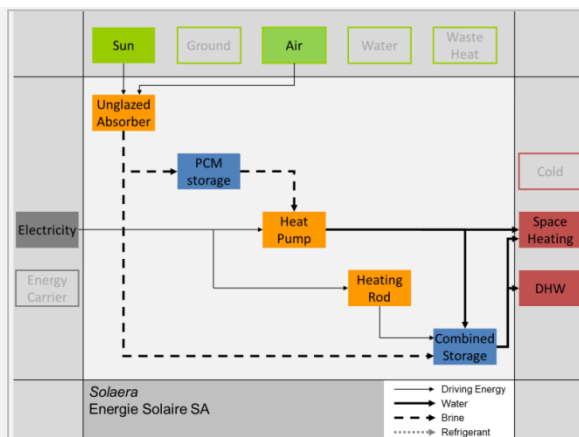 Sun
Ground
Air
Water
Waste
Heat
Unglazed
Absorber
PCM
storage
Cold
Electricity
Heat
Pump
Space
Heating
Energy
Carrier
Heating
Rod
DHW
Combined
Storage
Solaera
Energie Solaire SA
Driving Energy
Water
Brine
Refrigerant